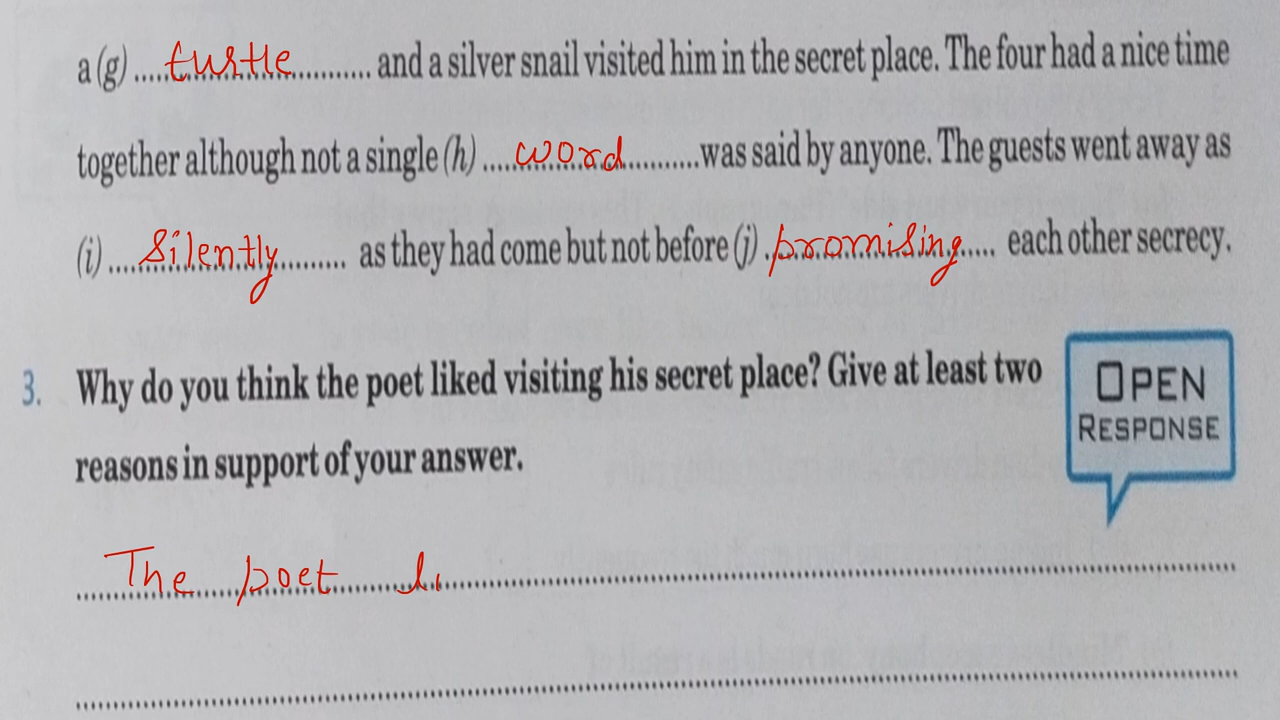 a (g) .....turtle............ and a silver snail visited him in the secret place. The four had a nice time
together although not a single (h) ....word..........was said by anyone. The guests went away as
(i) .....silently......... as they had come but not before (j) .promising..... each other secrecy.
3. Why do you think the poet liked visiting his secret place? Give at least two
reasons in support of your answer.
OPEN
RESPONSE
The poet